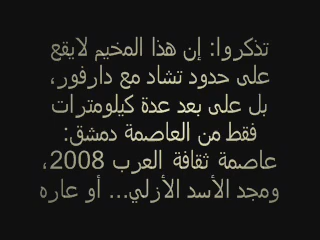 تذكروا: إن هذا المخيم لايقع
على حدود تشاد مع دارفور،
بل على بعد عدة كيلومترات
فقط من العاصمة دمشق:
عاصمة ثقافة العرب 2008،
ومجد الأسد الأزلي... أو عاره